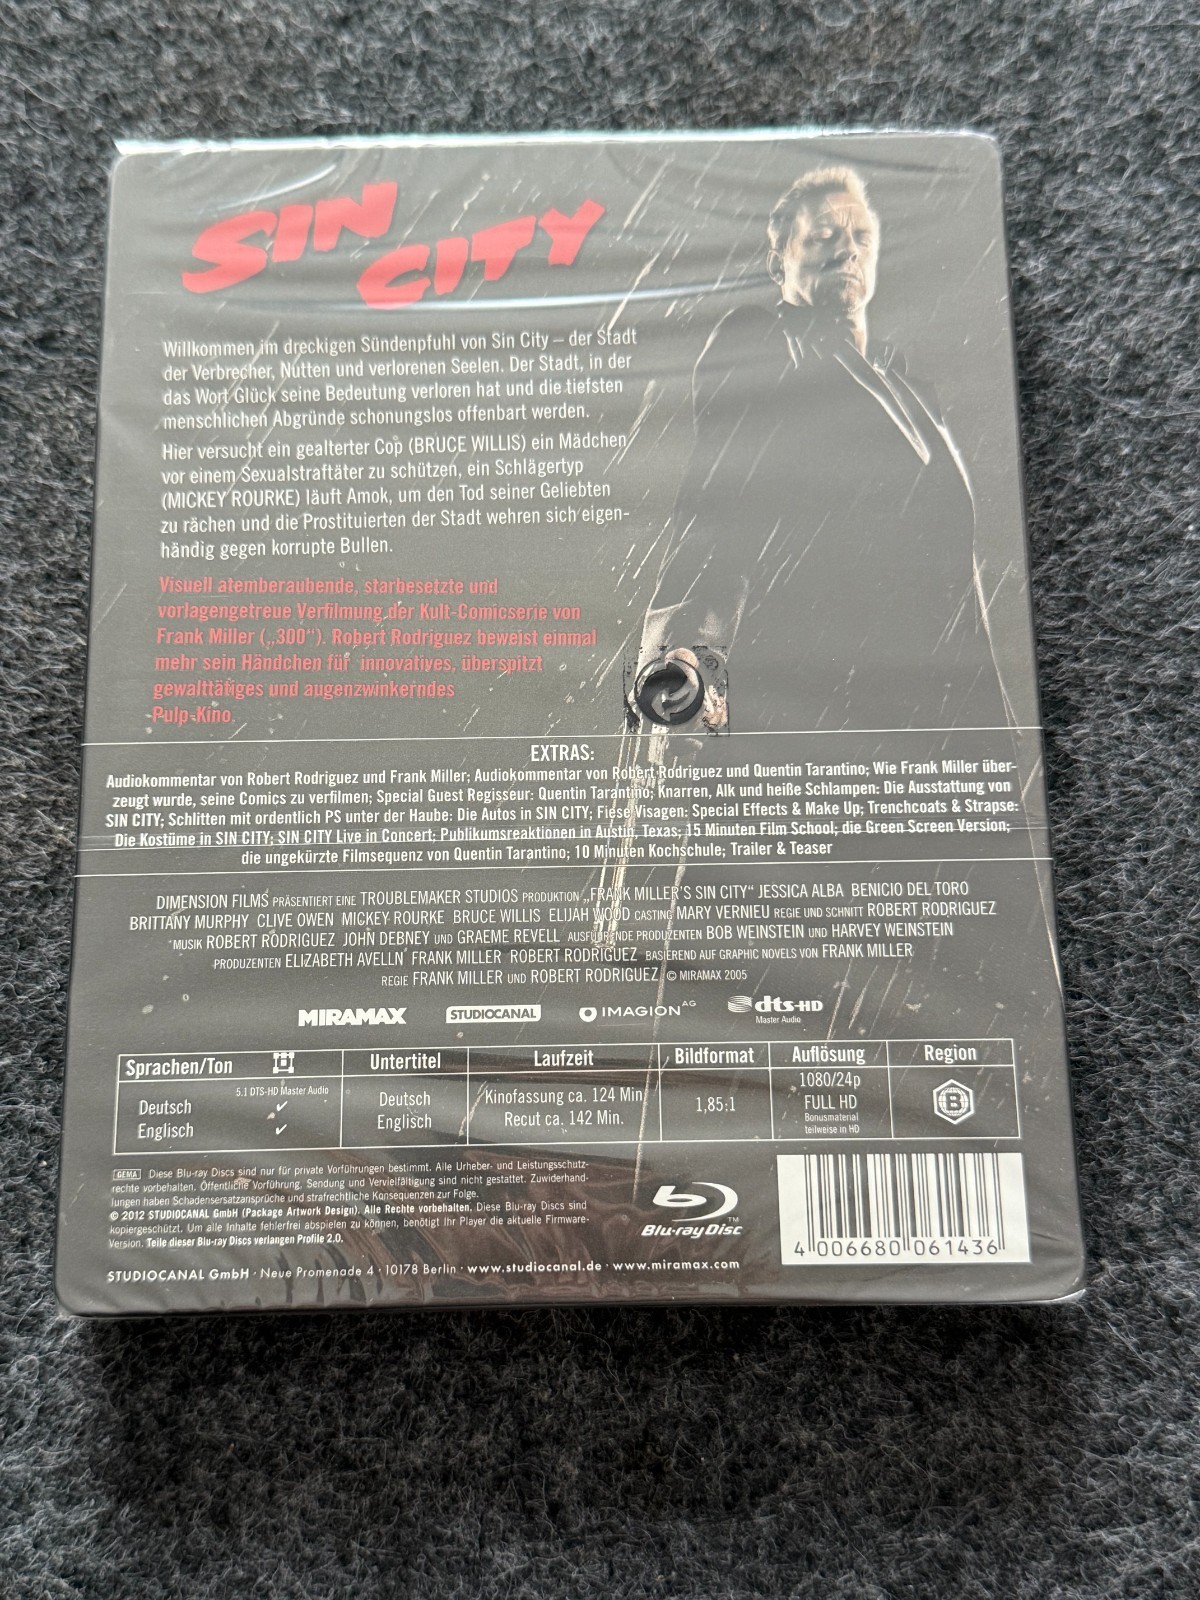 SIN
CITY
Willkommen im dreckigen Sündenpfuhl von Sin City – der Stadt
der Verbrecher, Nutten und verlorenen Seelen. Der Stadt, in der
das Wort Glück seine Bedeutung verloren hat und die tiefsten
menschlichen Abgründe schonungslos offenbart werden.
Hier versucht ein gealterter Cop (BRUCE WILLIS) ein Mädchen
vor einem Sexualstraftäter zu schützen, ein Schlägertyp
(MICKEY ROURKE) läuft Amok, um den Tod seiner Geliebten
zu rächen und die Prostituierten der Stadt wehren sich eigen-
händig gegen korrupte Bullen.
Visuell atemberaubende, starbesetzte und
vorlagengetreue Verfilmung der Kult-Comicserie von
Frank Miller („300“). Robert Rodriguez beweist einmal
mehr sein Händchen für innovatives, überspitzt
gewalttätiges und augenzwinkerndes
Pulp-Kino.
EXTRAS:
Audiokommentar von Robert Rodriguez und Frank Miller; Audiokommentar von Robert Rodriguez und Quentin Tarantino; Wie Frank Miller über-
zeugt wurde, seine Comics zu verfilmen; Special Guest Regisseur: Quentin Tarantino; Knarren, Alk und heiße Schlampen: Die Ausstattung von
SIN CITY; Schlitten mit ordentlich PS unter der Haube: Die Autos in SIN CITY; Fiese Visagen: Special Effects & Make Up; Trenchcoats & Strapse:
Die Kostüme in SIN CITY; SIN CITY Live in Concert; Publikumsreaktionen in Austin, Texas; 15 Minuten Film School; die Green Screen Version;
die ungekürzte Filmsequenz von Quentin Tarantino; 10 Minuten Kochschule; Trailer & Teaser
DIMENSION FILMS PRÄSENTIERT EINE TROUBLEMAKER STUDIOS PRODUKTION „FRANK MILLER'S SIN CITY“ JESSICA ALBA BENICIO DEL TORO
BRITTANY MURPHY CLIVE OWEN MICKEY ROURKE BRUCE WILLIS ELIJAH WOOD CASTING MARY VERNIEU REGIE UND SCHNITT ROBERT RODRIGUEZ
MUSIK ROBERT RODRIGUEZ JOHN DEBNEY UND GRAEME REVELL AUSFÜHRENDE PRODUZENTEN BOB WEINSTEIN UND HARVEY WEINSTEIN
PRODUZENTEN ELIZABETH AVELLN FRANK MILLER ROBERT RODRIGUEZ BASIEREND AUF GRAPHIC NOVELS VON FRANK MILLER
REGIE FRANK MILLER UND ROBERT RODRIGUEZ © MIRAMAX 2005
MIRAMAX STUDIOCANAL IMAGION AG dts-HD
Master Audio
Sprachen/Ton Untertitel Laufzeit Bildformat Auflösung Region
5.1 DTS-HD Master Audio
Deutsch ✓ Deutsch Kinofassung ca. 124 Min. 1,85:1 1080/24p B
Englisch ✓ Englisch Recut ca. 142 Min. FULL HD
Bonusmaterial
teilweise in HD
GEMA Diese Blu-ray Discs sind nur für private Vorführungen bestimmt. Alle Urheber- und Leistungsschutz-
rechte vorbehalten. Öffentliche Vorführung, Sendung und Vervielfältigung sind nicht gestattet. Zuwiderhand-
lungen haben Schadensersatzansprüche und strafrechtliche Konsequenzen zur Folge.
© 2012 STUDIOCANAL GmbH (Package Artwork Design). Alle Rechte vorbehalten. Diese Blu-ray Discs sind
kopiergeschützt. Um alle Inhalte fehlerfrei abspielen zu können, benötigt Ihr Player die aktuelle Firmware-
Version. Teile dieser Blu-ray Discs verlangen Profile 2.0.
Blu-ray Disc™
4 006680 061436
STUDIOCANAL GmbH · Neue Promenade 4 · 10178 Berlin · www.studiocanal.de · www.miramax.com